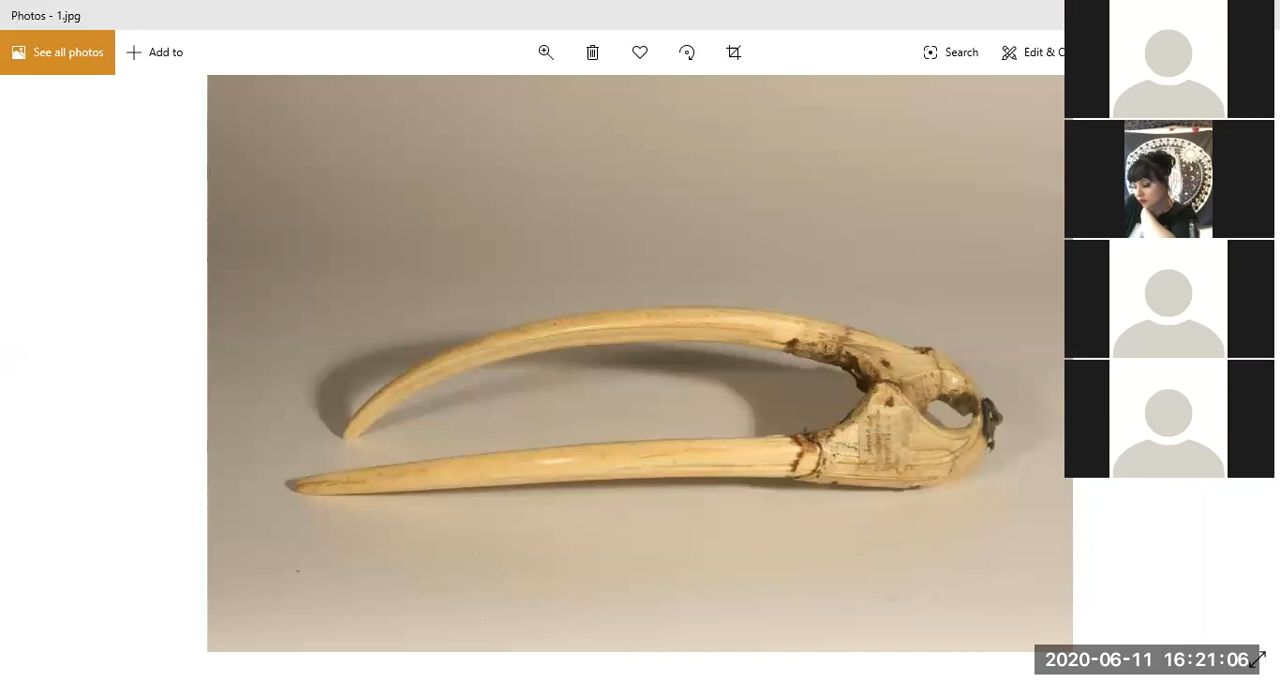 Photos - 1.jpg
See all photos
Add to
Search
Edit & C
2020-06-11 16:21:06